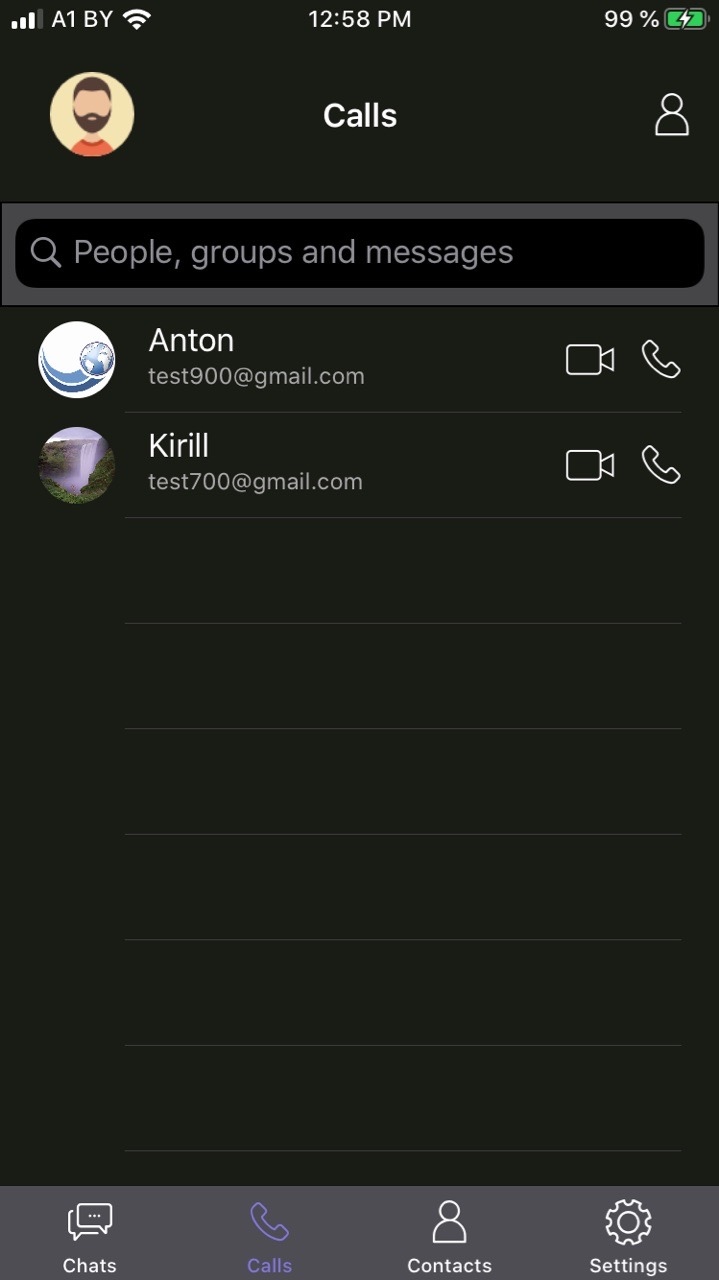 A1 BY 12:58 PM 99 %
Calls
People, groups and messages
Anton
test900@gmail.com
Kirill
test700@gmail.com
Chats Calls Contacts Settings